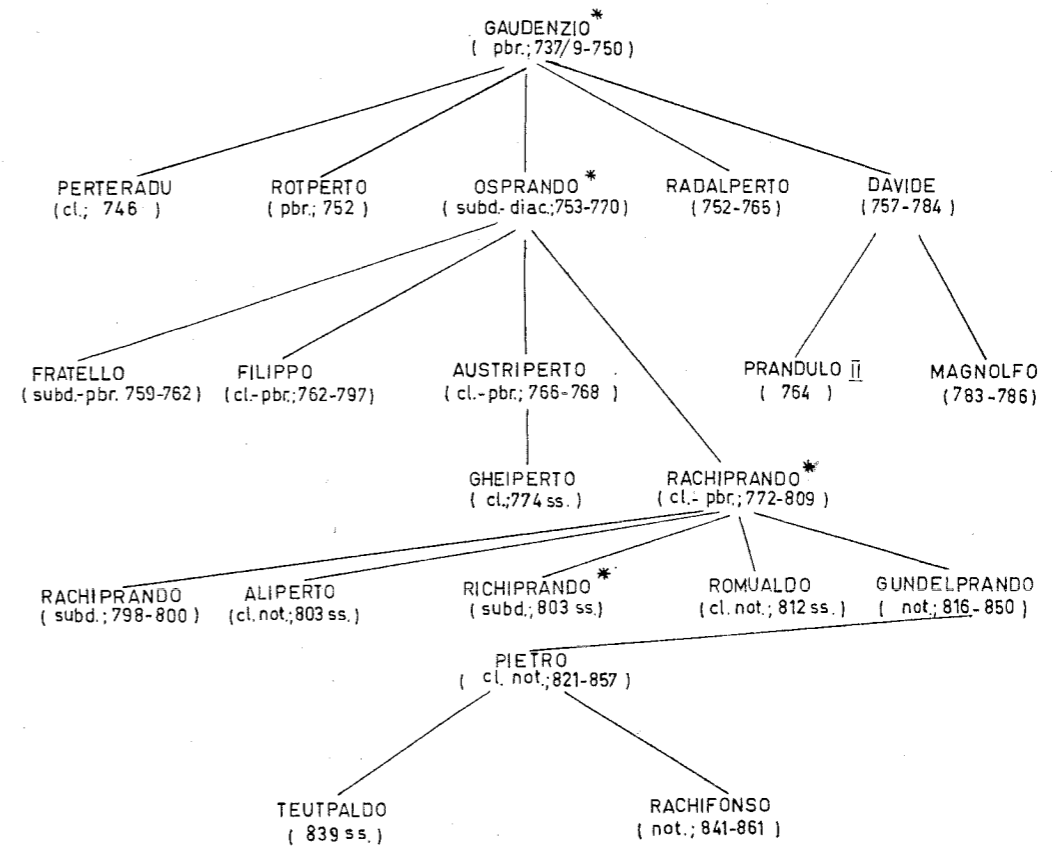 GAUDENZIO*
( pbr.; 737/9-750)
PERTERADU
(cl.; 746 )
ROTPERTO
( pbr.; 752)
OSPRANDO*
(subd.-diac.;753-770)
RADALPERTO
(752-765)
DAVIDE
(757-784)
FRATELLO
(subd.-pbr. 759-762)
FILIPPO
(cl.-pbr.;762-797)
AUSTRIPERTO
(cl.-pbr.; 766-768 )
PRANDULO II
( 764 )
MAGNOLFO
(783-786)
GHEIPERTO
( cl.;774 ss. )
RACHIPRANDO*
( cl.- pbr.; 772-809)
RACHIPRANDO
( subd.; 798-800)
ALIPERTO
(cl. not.;803 ss.)
RICHIPRANDO*
( subd.; 803 ss.)
ROMUALDO
(cl. not.; 812 ss.)
GUNDELPRANDO
( not.; 816-850)
PIETRO
( cl. not.;821-857 )
TEUTPALDO
( 839 ss. )
RACHIFONSO
( not.; 841-861 )